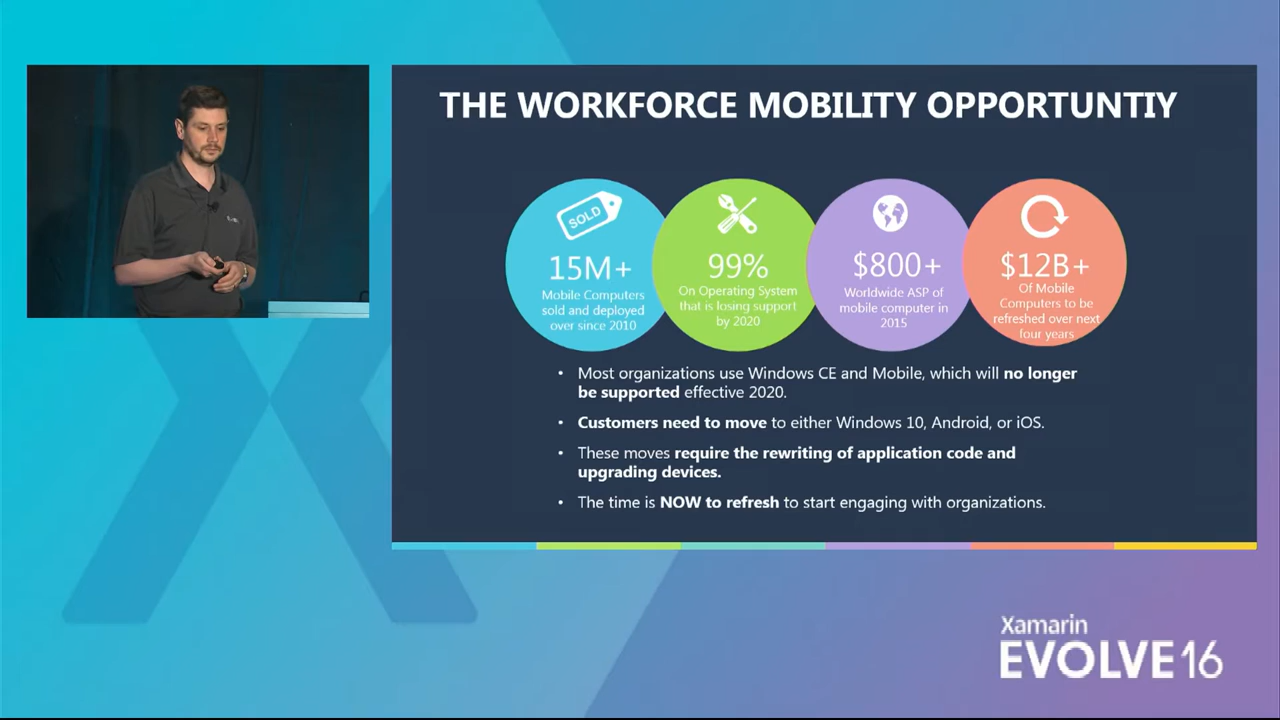 THE WORKFORCE MOBILITY OPPORTUNTIY
SOLD
15M+
Mobile Computers
sold and deployed
over since 2010
99%
On Operating System
that is losing support
by 2020
$800+
Worldwide ASP of
mobile computer in
2015
$12B+
Of Mobile
Computers to be
refreshed over next
four years
• Most organizations use Windows CE and Mobile, which will no longer
be supported effective 2020.
• Customers need to move to either Windows 10, Android, or iOS.
• These moves require the rewriting of application code and
upgrading devices.
• The time is NOW to refresh to start engaging with organizations.
Xamarin
EVOLVE16